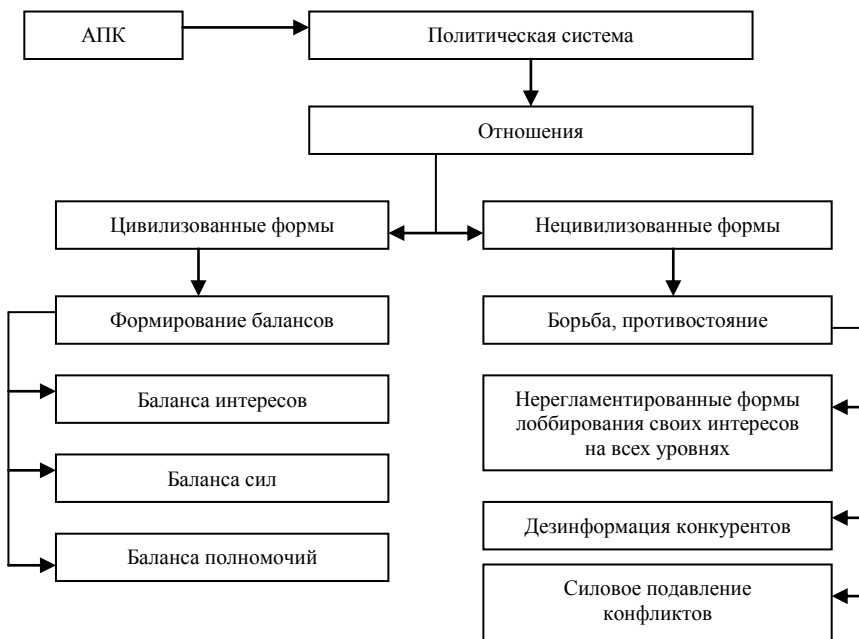 АПК
Политическая система
Отношения
Цивилизованные формы
Нецивилизованные формы
Формирование балансов
Борьба, противостояние
Баланса интересов
Нерегламентированные формы
лоббирования своих интересов
на всех уровнях
Баланса сил
Дезинформация конкурентов
Баланса полномочий
Силовое подавление
конфликтов